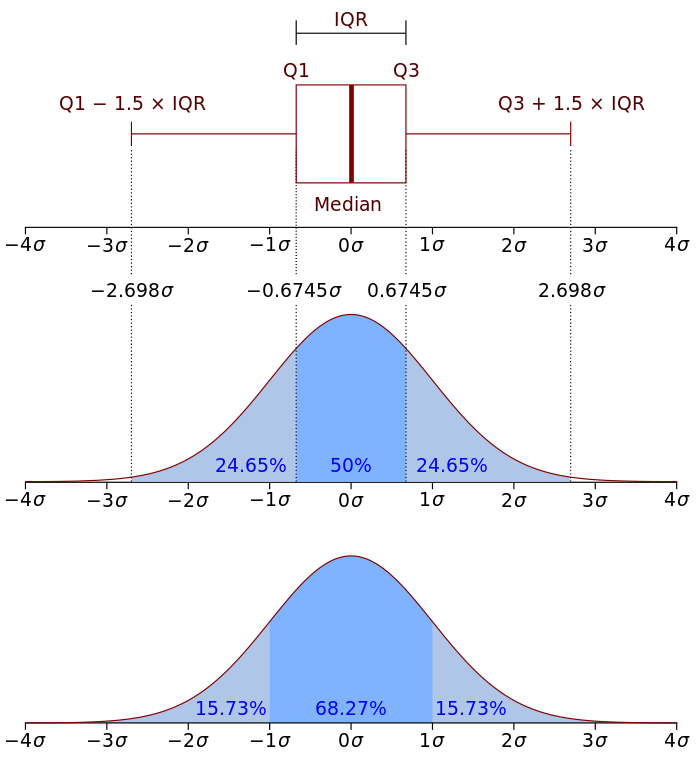 IQR
Q1 Q3
Q1 − 1.5 × IQR Q3 + 1.5 × IQR
Median
−4σ −3σ −2σ −1σ 0σ 1σ 2σ 3σ 4σ
−2.698σ −0.6745σ 0.6745σ 2.698σ
24.65% 50% 24.65%
−4σ −3σ −2σ −1σ 0σ 1σ 2σ 3σ 4σ
15.73% 68.27% 15.73%
−4σ −3σ −2σ −1σ 0σ 1σ 2σ 3σ 4σ